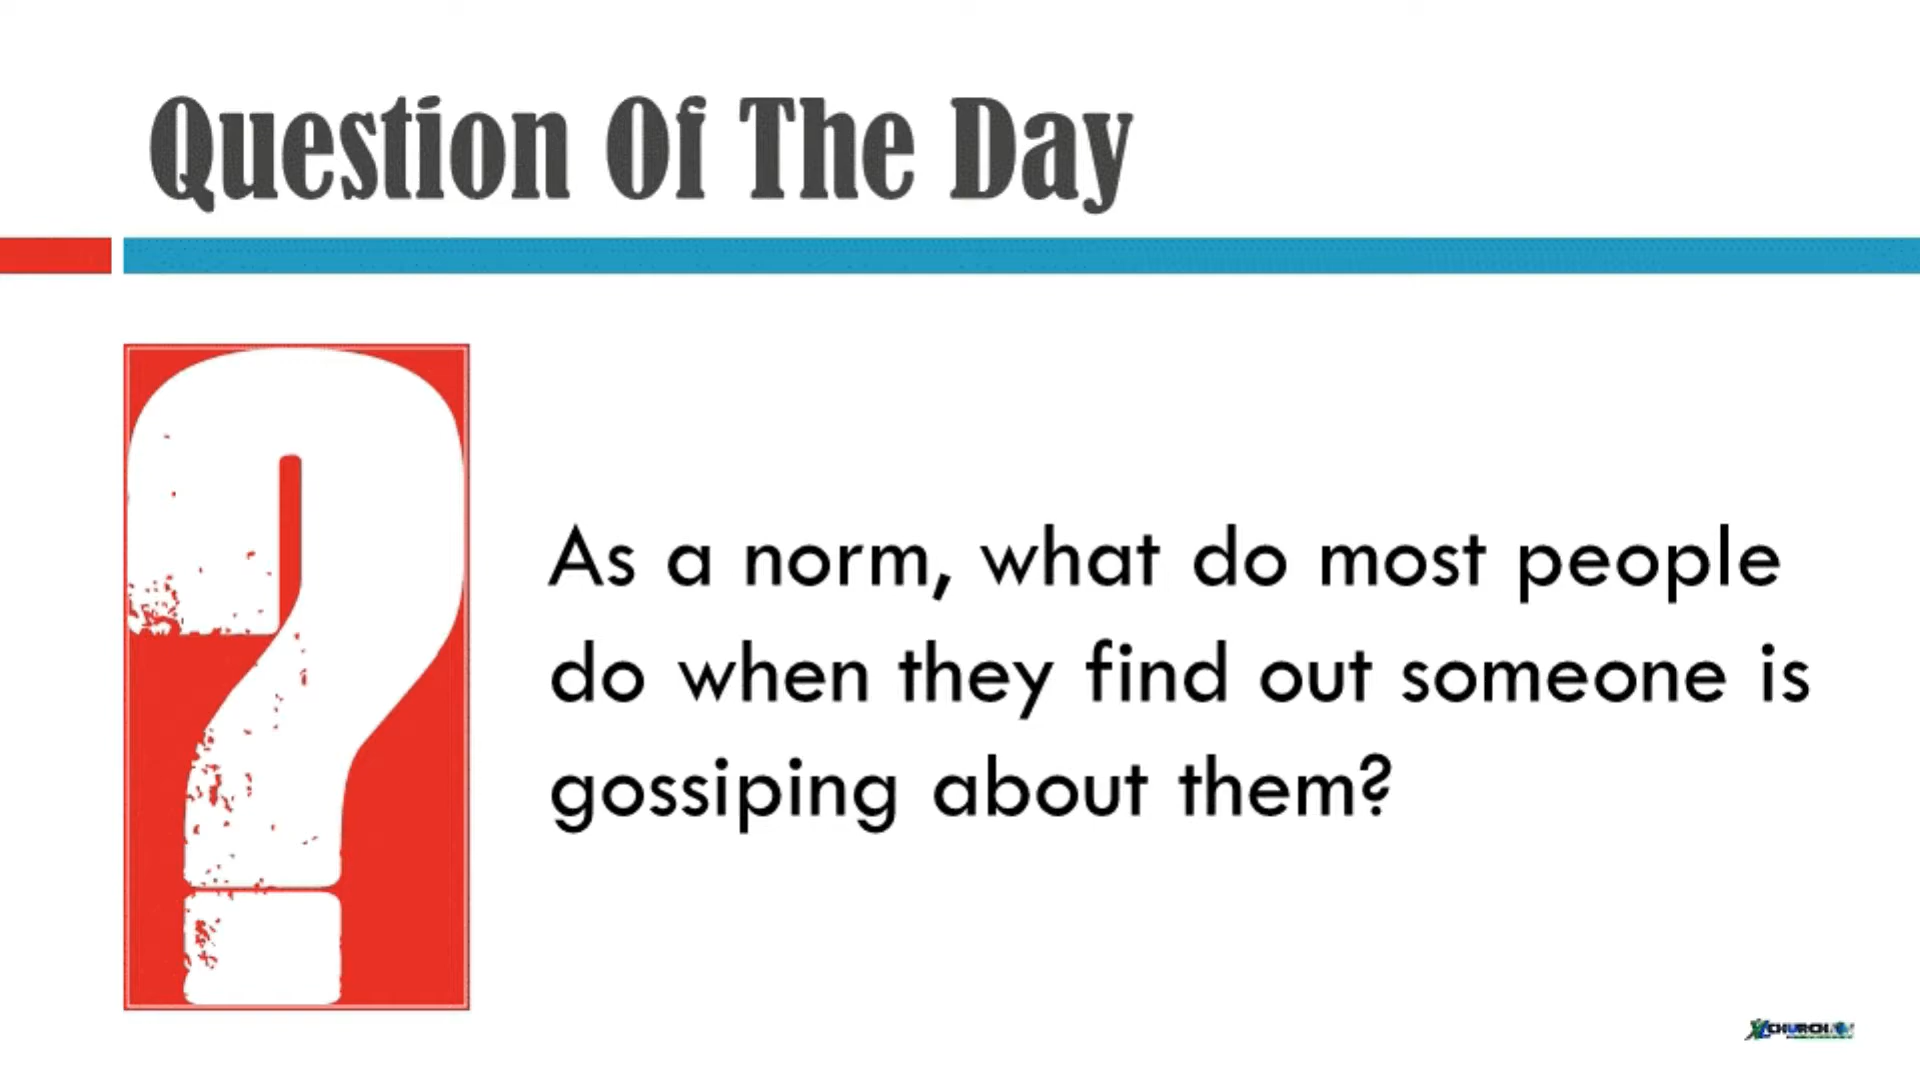 Question Of The Day
As a norm, what do most people
do when they find out someone is
gossiping about them?
CHURCH